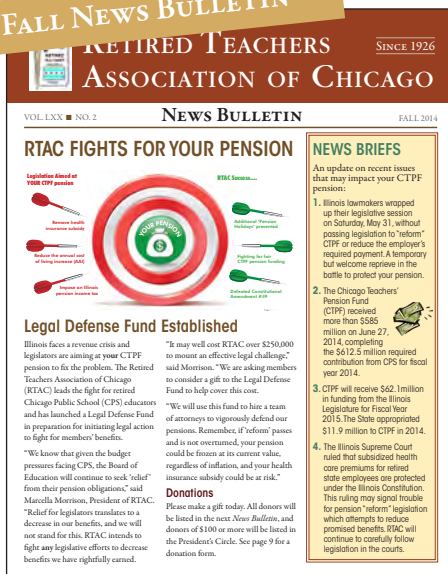 FALL NEWS BULLETIN
RETIRED TEACHERS
ASSOCIATION OF CHICAGO
SINCE 1926
VOL. LXX ■ NO. 2
NEWS BULLETIN
FALL 2014
RTAC FIGHTS FOR YOUR PENSION
Legislation Aimed at
YOUR CTPF pension
Remove health
insurance subsidy
Reduce the annual cost
of living increase (AAI)
Impose an Illinois
pension income tax
YOUR PENSION
$
RTAC Success....
Additional 'Pension
Holidays' prevented
Fighting for fair
CTPF pension funding
Defeated Constitutional
Amendment #49
Legal Defense Fund Established
Illinois faces a revenue crisis and
legislators are aiming at your CTPF
pension to fix the problem. The Retired
Teachers Association of Chicago
(RTAC) leads the fight for retired
Chicago Public School (CPS) educators
and has launched a Legal Defense Fund
in preparation for initiating legal action
to fight for members' benefits.
"We know that given the budget
pressures facing CPS, the Board of
Education will continue to seek 'relief'
from their pension obligations," said
Marcella Morrison, President of RTAC.
"Relief for legislators translates to a
decrease in our benefits, and we will
not stand for this. RTAC intends to
fight any legislative efforts to decrease
benefits we have rightfully earned.
"It may well cost RTAC over $250,000
to mount an effective legal challenge,"
said Morrison. "We are asking members
to consider a gift to the Legal Defense
Fund to help cover this cost.
"We will use this fund to hire a team
of attorneys to vigorously defend our
pensions. Remember, if 'reform' passes
and is not overturned, your pension
could be frozen at its current value,
regardless of inflation, and your health
insurance subsidy could be at risk."
Donations
Please make a gift today. All donors will
be listed in the next News Bulletin, and
donors of $100 or more will be listed in
the President's Circle. See page 9 for a
donation form.
NEWS BRIEFS
An update on recent issues
that may impact your CTPF
pension:
1. Illinois lawmakers wrapped
up their legislative session
on Saturday, May 31, without
passing legislation to "reform"
CTPF or reduce the employer's
required payment. A temporary
but welcome reprieve in the
battle to protect your pension.
2. The Chicago Teachers'
Pension Fund
(CTPF) received
more than $585
million on June 27,
2014, completing
the $612.5 million required
contribution from CPS for fiscal
year 2014.
3. CTPF will receive $62.1million
in funding from the Illinois
Legislature for Fiscal Year
2015. The State appropriated
$11.9 million to CTPF in 2014.
4. The Illinois Supreme Court
ruled that subsidized health
care premiums for retired
state employees are protected
under the Illinois Constitution.
This ruling may signal trouble
for pension "reform" legislation
which attempts to reduce
promised benefits. RTAC will
continue to carefully follow
legislation in the courts.